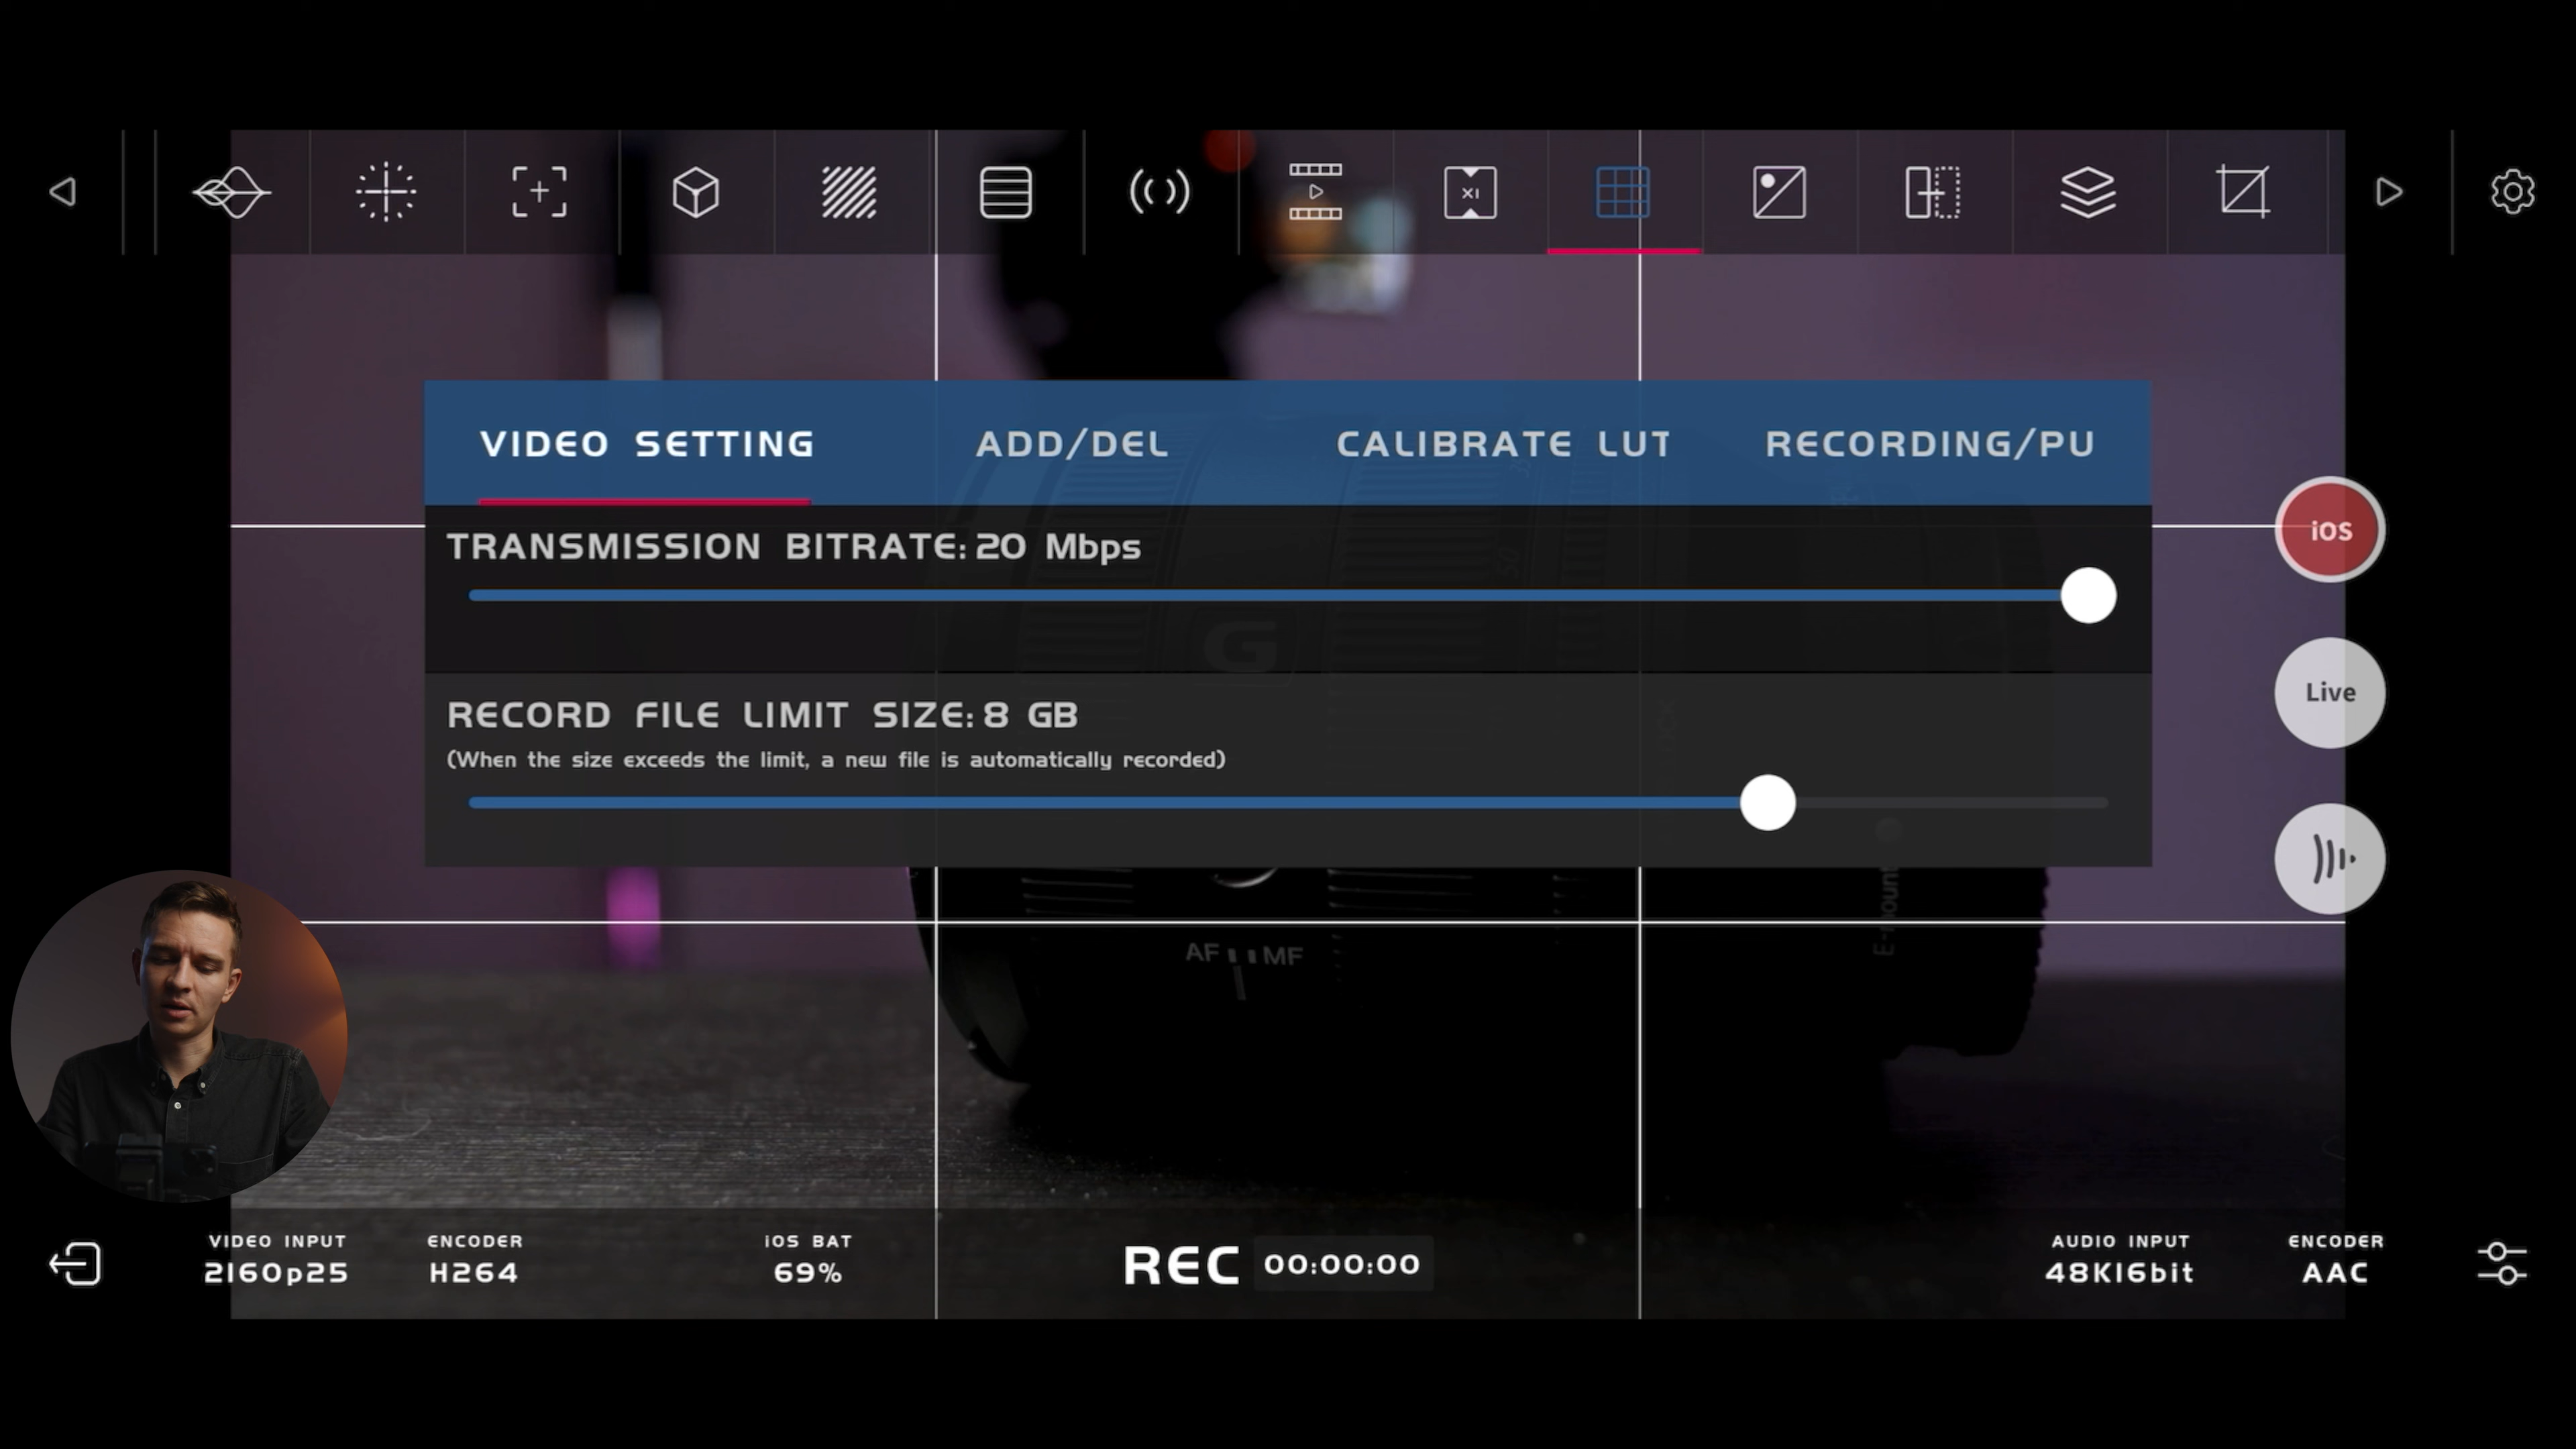 X1
VIDEO SETTING
ADD/DEL
CALIBRATE LUT
RECORDING/PU
TRANSMISSION BITRATE: 20 Mbps
G
RECORD FILE LIMIT SIZE: 8 GB
(When the size exceeds the limit, a new file is automatically recorded)
iOS
Live
AF MF
E-mount
VIDEO INPUT
2160p25
ENCODER
H264
iOS BAT
69%
REC 00:00:00
AUDIO INPUT
48K16bit
ENCODER
AAC